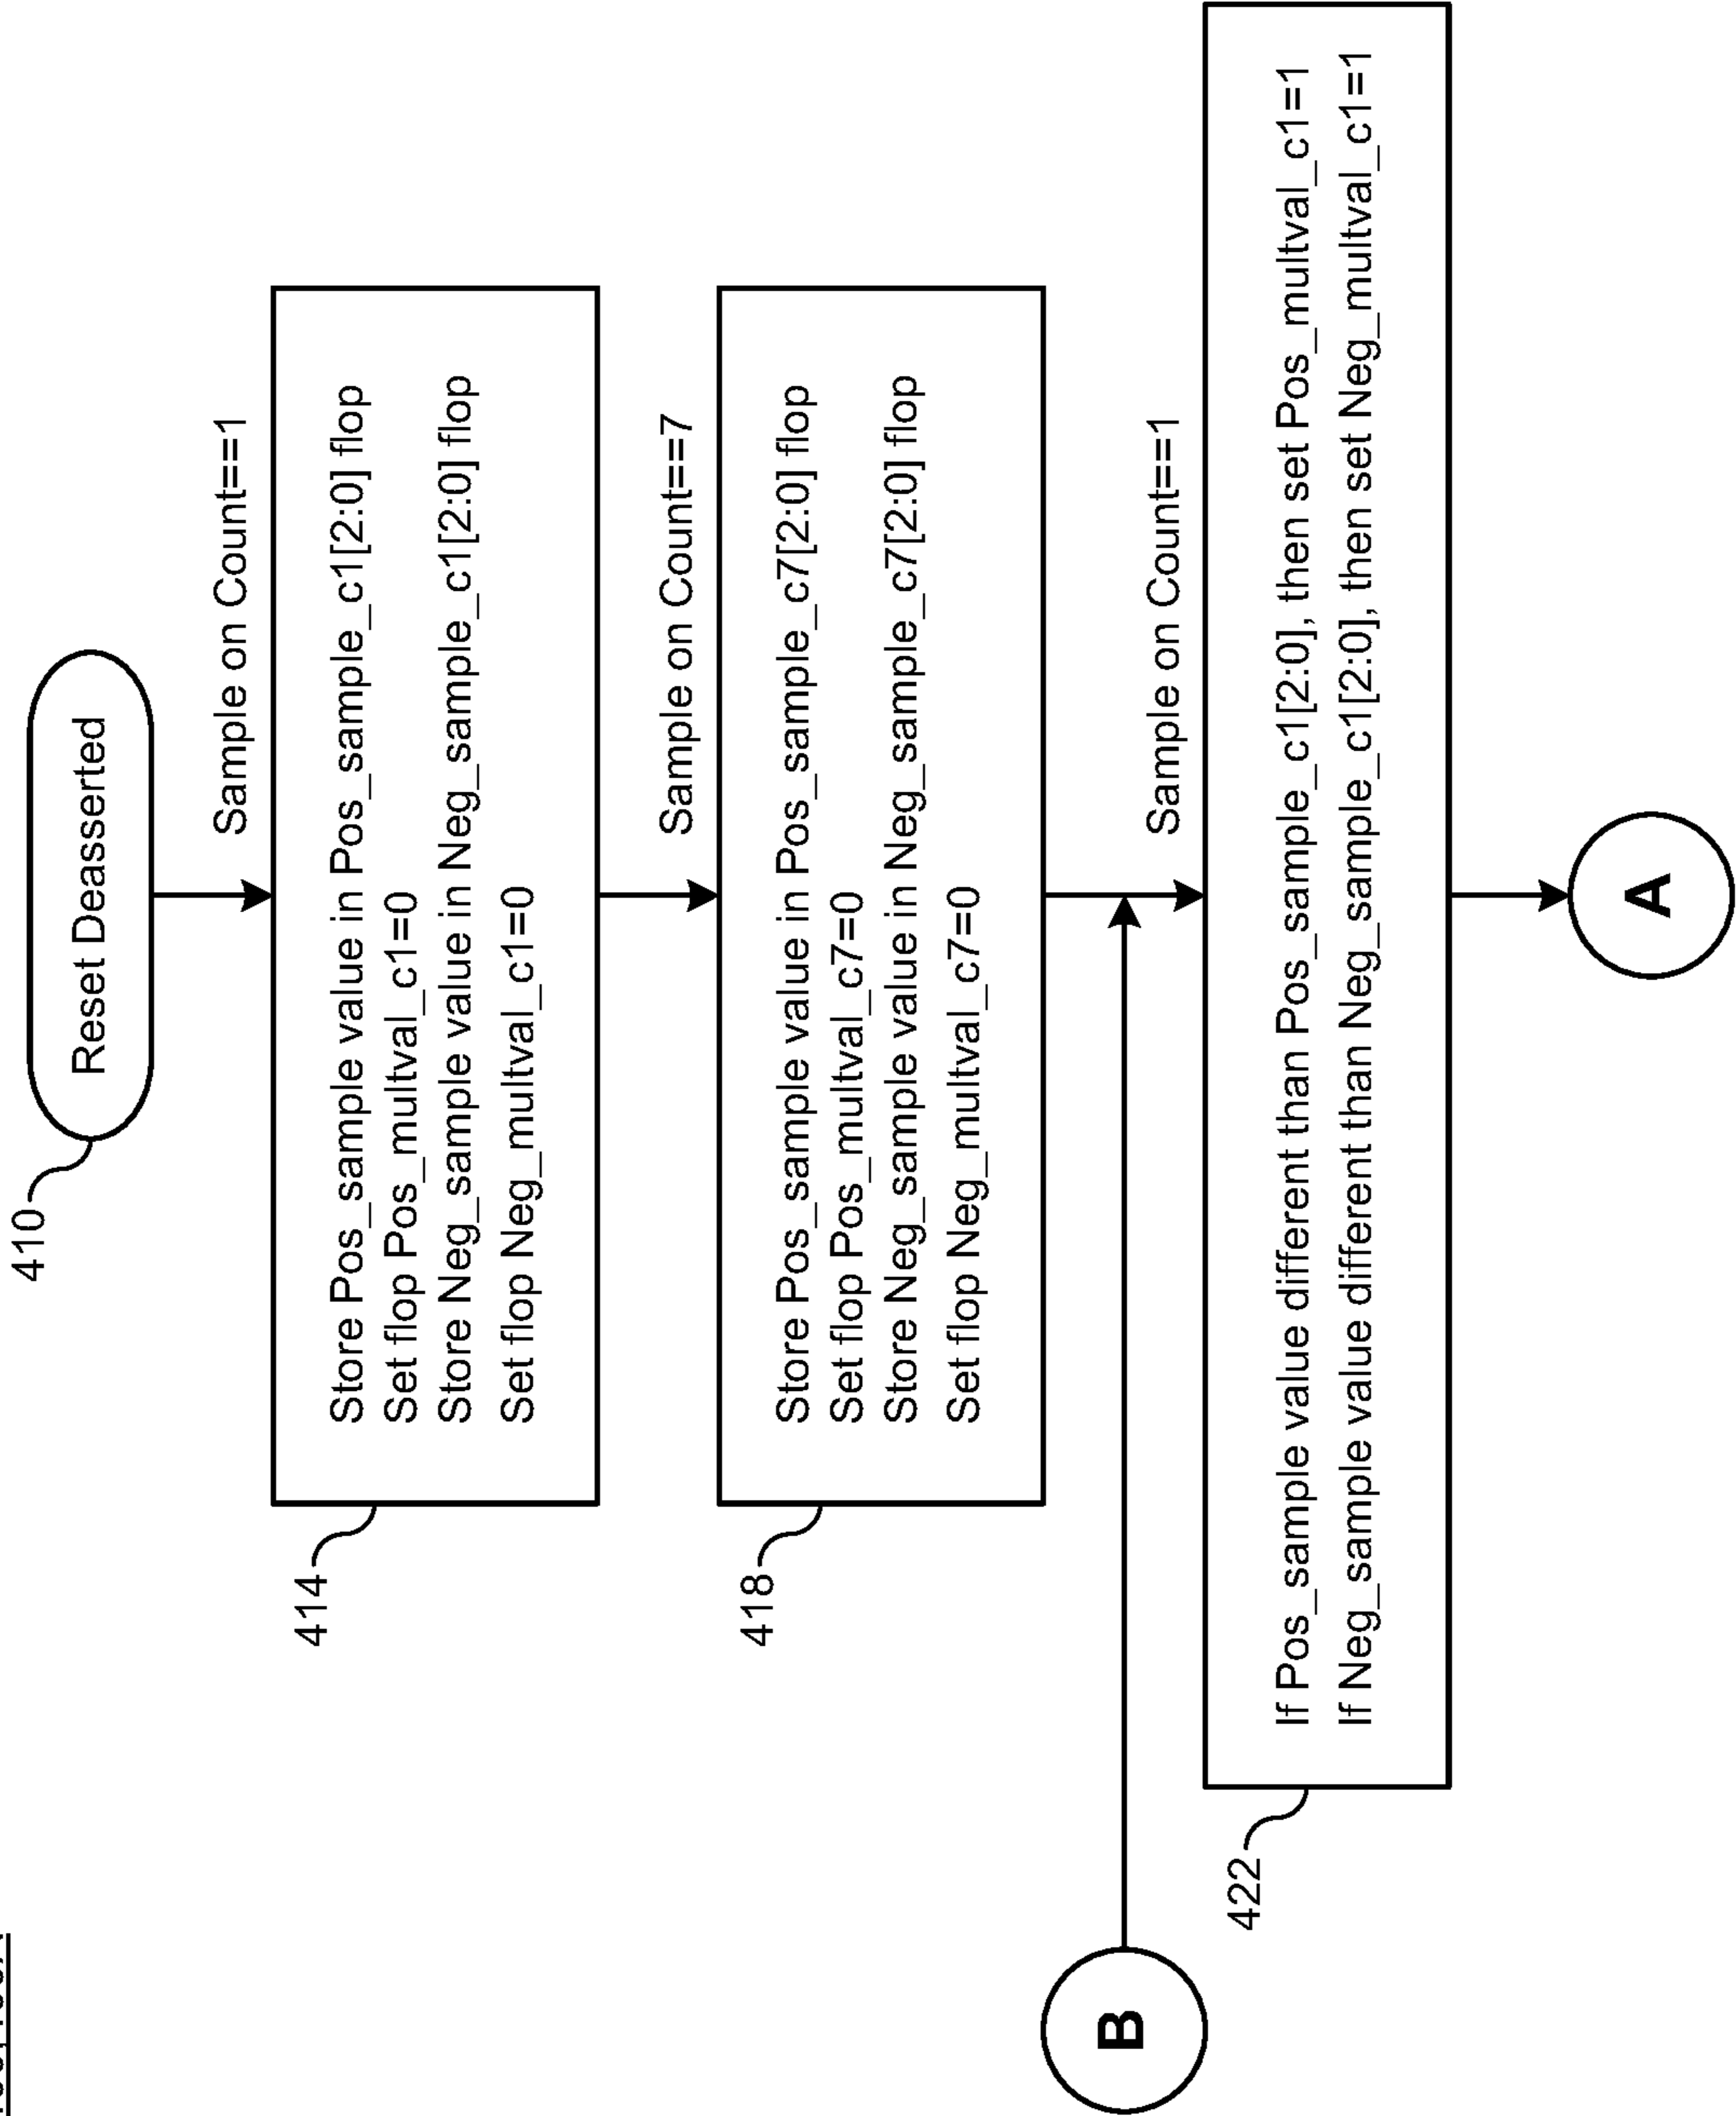 410
Reset Deasserted
Sample on Count==1
414
Store Pos_sample value in Pos_sample_c1[2:0] flop
Set flop Pos_multval_c1=0
Store Neg_sample value in Neg_sample_c1[2:0] flop
Set flop Neg_multval_c1=0
Sample on Count==7
418
Store Pos_sample value in Pos_sample_c7[2:0] flop
Set flop Pos_multval_c7=0
Store Neg_sample value in Neg_sample_c7[2:0] flop
Set flop Neg_multval_c7=0
B
Sample on Count==1
422
If Pos_sample value different than Pos_sample_c1[2:0], then set Pos_multval_c1=1
If Neg_sample value different than Neg_sample_c1[2:0], then set Neg_multval_c1=1
A